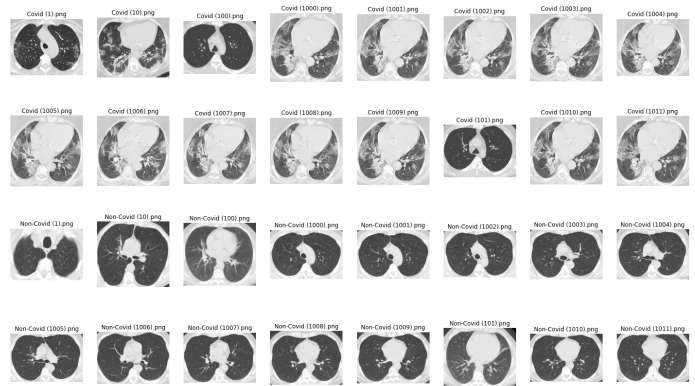 Covid (1).png
Covid (10).png
Covid (100).png
Covid (1000).png
Covid (1001).png
Covid (1002).png
Covid (1003).png
Covid (1004).png
Covid (1005).png
Covid (1006).png
Covid (1007).png
Covid (1008).png
Covid (1009).png
Covid (101).png
Covid (1010).png
Covid (1011).png
Non-Covid (1).png
Non-Covid (10).png
Non-Covid (100).png
Non-Covid (1000).png
Non-Covid (1001).png
Non-Covid (1002).png
Non-Covid (1003).png
Non-Covid (1004).png
Non-Covid (1005).png
Non-Covid (1006).png
Non-Covid (1007).png
Non-Covid (1008).png
Non-Covid (1009).png
Non-Covid (101).png
Non-Covid (1010).png
Non-Covid (1011).png